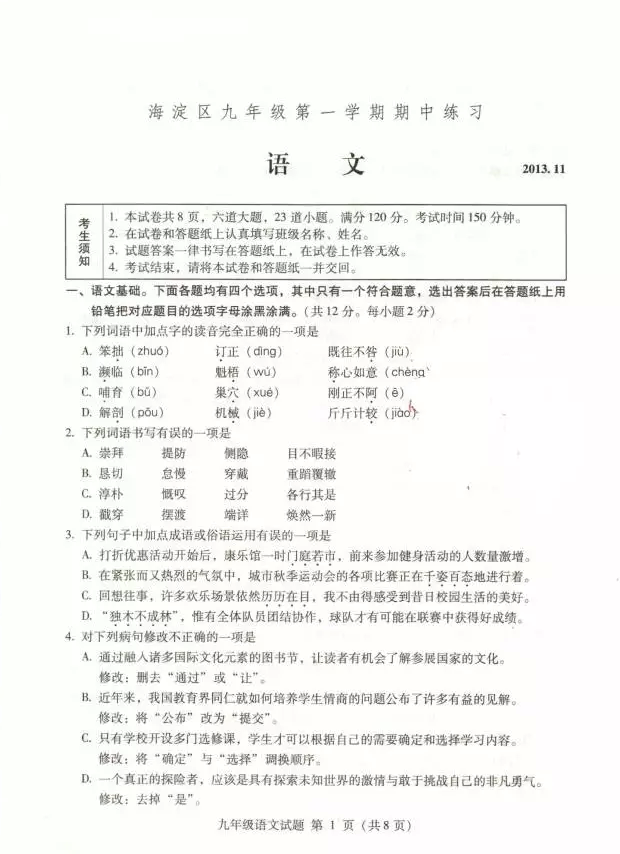 海淀区九年级第一学期期中练习
语 文
2013.11
考生须知
1. 本试卷共8页，六道大题，23道小题。满分120分。考试时间150分钟。
2. 在试卷和答题纸上认真填写班级名称、姓名。
3. 试题答案一律书写在答题纸上，在试卷上作答无效。
4. 考试结束，请将本试卷和答题纸一并交回。
一、语文基础。下面各题均有四个选项，其中只有一个符合题意，选出答案后在答题纸上用
铅笔把对应题目的选项字母涂黑涂满。（共12分。每小题2分）
1. 下列词语中加点字的读音完全正确的一项是
A. 笨拙（zhuó） 订正（dìng） 既往不咎（jiù）
B. 濒临（bīn） 魁梧（wú） 称心如意（chèng）
C. 哺育（bǔ） 巢穴（xué） 刚正不阿（ē）
D. 解剖（pōu） 机械（jiè） 斤斤计较（jiào）
2. 下列词语书写有误的一项是
A. 崇拜 提防 侧隐 目不暇接
B. 恳切 怠慢 穿戴 重蹈覆辙
C. 淳朴 慨叹 过分 各行其是
D. 戳穿 摆渡 端详 焕然一新
3. 下列句子中加点成语或俗语运用有误的一项是
A. 打折优惠活动开始后，康乐馆一时门庭若市，前来参加健身活动的人数量激增。
B. 在紧张而又热烈的气氛中，城市秋季运动会的各项比赛正在千姿百态地进行着。
C. 回想往事，许多欢乐场景依然历历在目，我不由得感受到昔日校园生活的美好。
D. “独木不成林”，惟有全体队员团结协作，球队才有可能在联赛中获得好成绩。
4. 对下列病句修改不正确的一项是
A. 通过融入诸多国际文化元素的图书节，让读者有机会了解参展国家的文化。
修改：删去“通过”或“让”。
B. 近年来，我国教育界同仁就如何培养学生情商的问题公布了许多有益的见解。
修改：将“公布”改为“提交”。
C. 只有学校开设多门选修课，学生才可以根据自己的需要确定和选择学习内容。
修改：将“确定”与“选择”调换顺序。
D. 一个真正的探险者，应该是具有探索未知世界的激情与敢于挑战自己的非凡勇气。
修改：去掉“是”。
九年级语文试题 第 1 页（共8页）